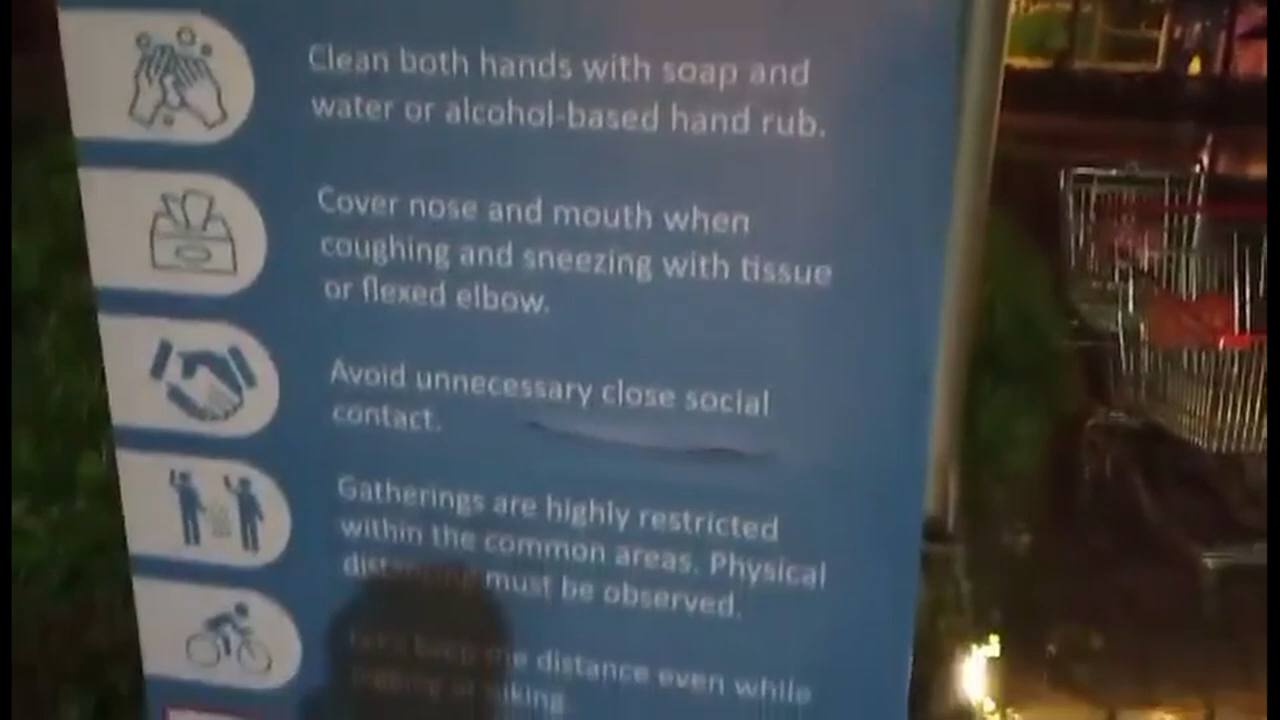 Clean both hands with soap and
water or alcohol-based hand rub.
Cover nose and mouth when
coughing and sneezing with tissue
or flexed elbow.
Avoid unnecessary close social
contact.
Gatherings are highly restricted
within the common areas. Physical
must be observed.
distance even while